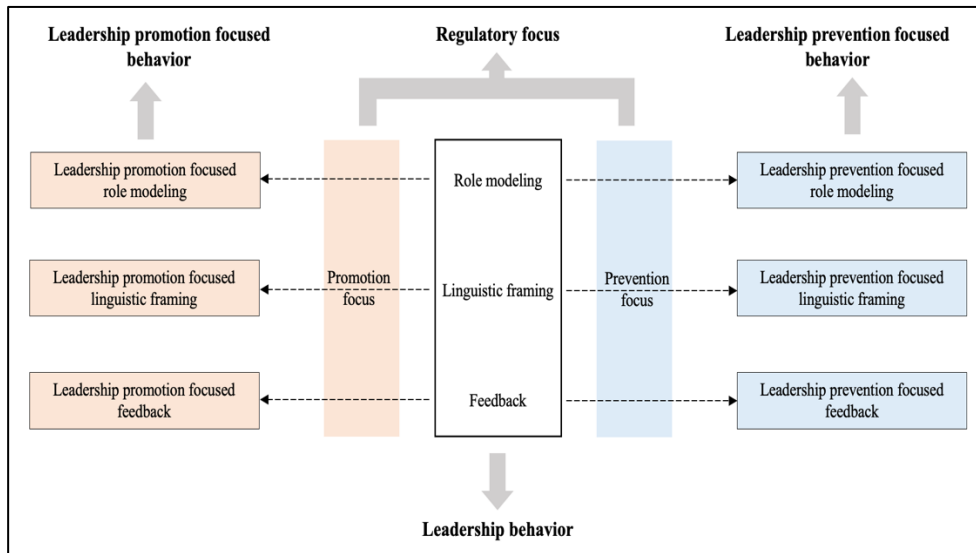 Leadership promotion focused
behavior
Regulatory focus
Leadership prevention focused
behavior
Leadership promotion focused
role modeling
Role modeling
Leadership prevention focused
role modeling
Leadership promotion focused
linguistic framing
Promotion
focus
Linguistic framing
Prevention
focus
Leadership prevention focused
linguistic framing
Leadership promotion focused
feedback
Feedback
Leadership prevention focused
feedback
Leadership behavior